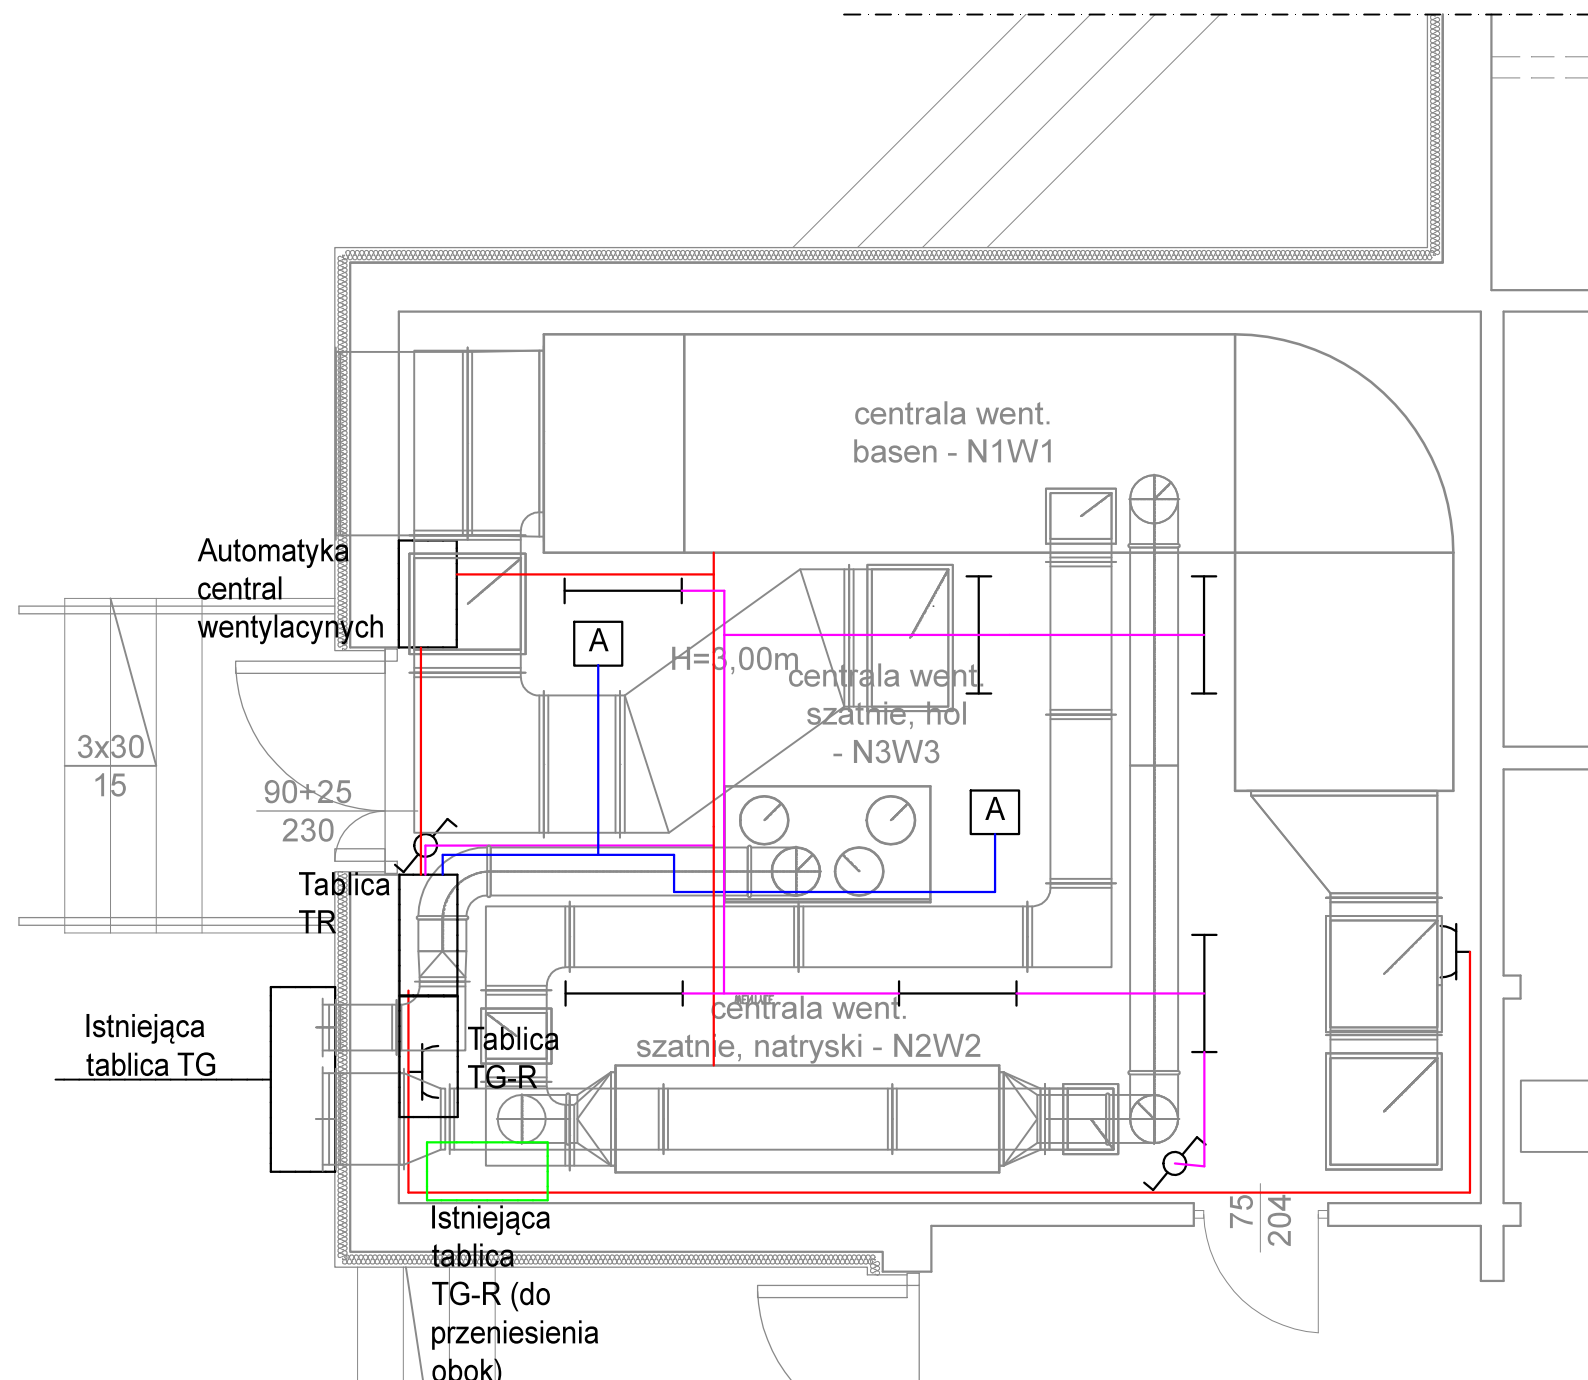 centrala went.
basen - N1W1
Automatyka
central
wentylacynych
A
H=3,00m
centrala went.
szatnie, hol
- N3W3
3x30
15
90+25
230
A
Tablica
TR
Istniejąca
tablica TG
Tablica
TG-R
centrala went.
szatnie, natryski - N2W2
75
204
Istniejąca
tablica
TG-R (do
przeniesienia
obok)